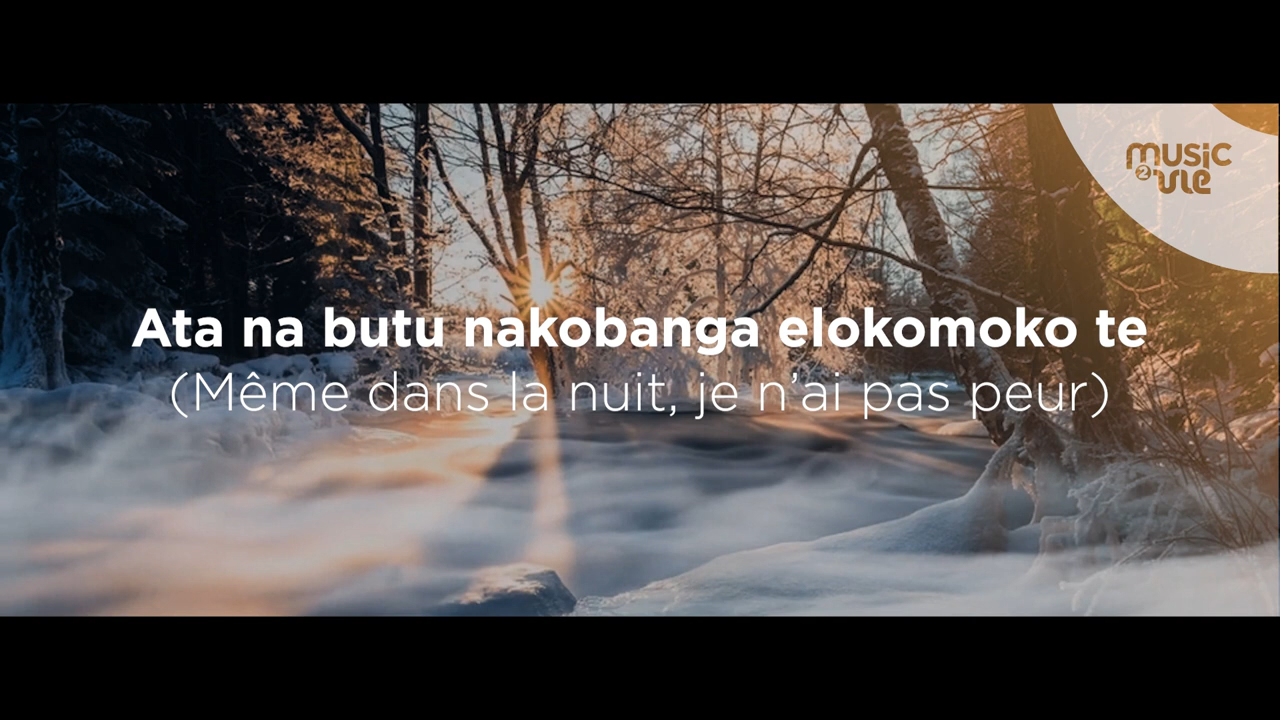 music
2 vie
Ata na butu nakobanga elokomoko te
(Même dans la nuit, je n’ai pas peur)